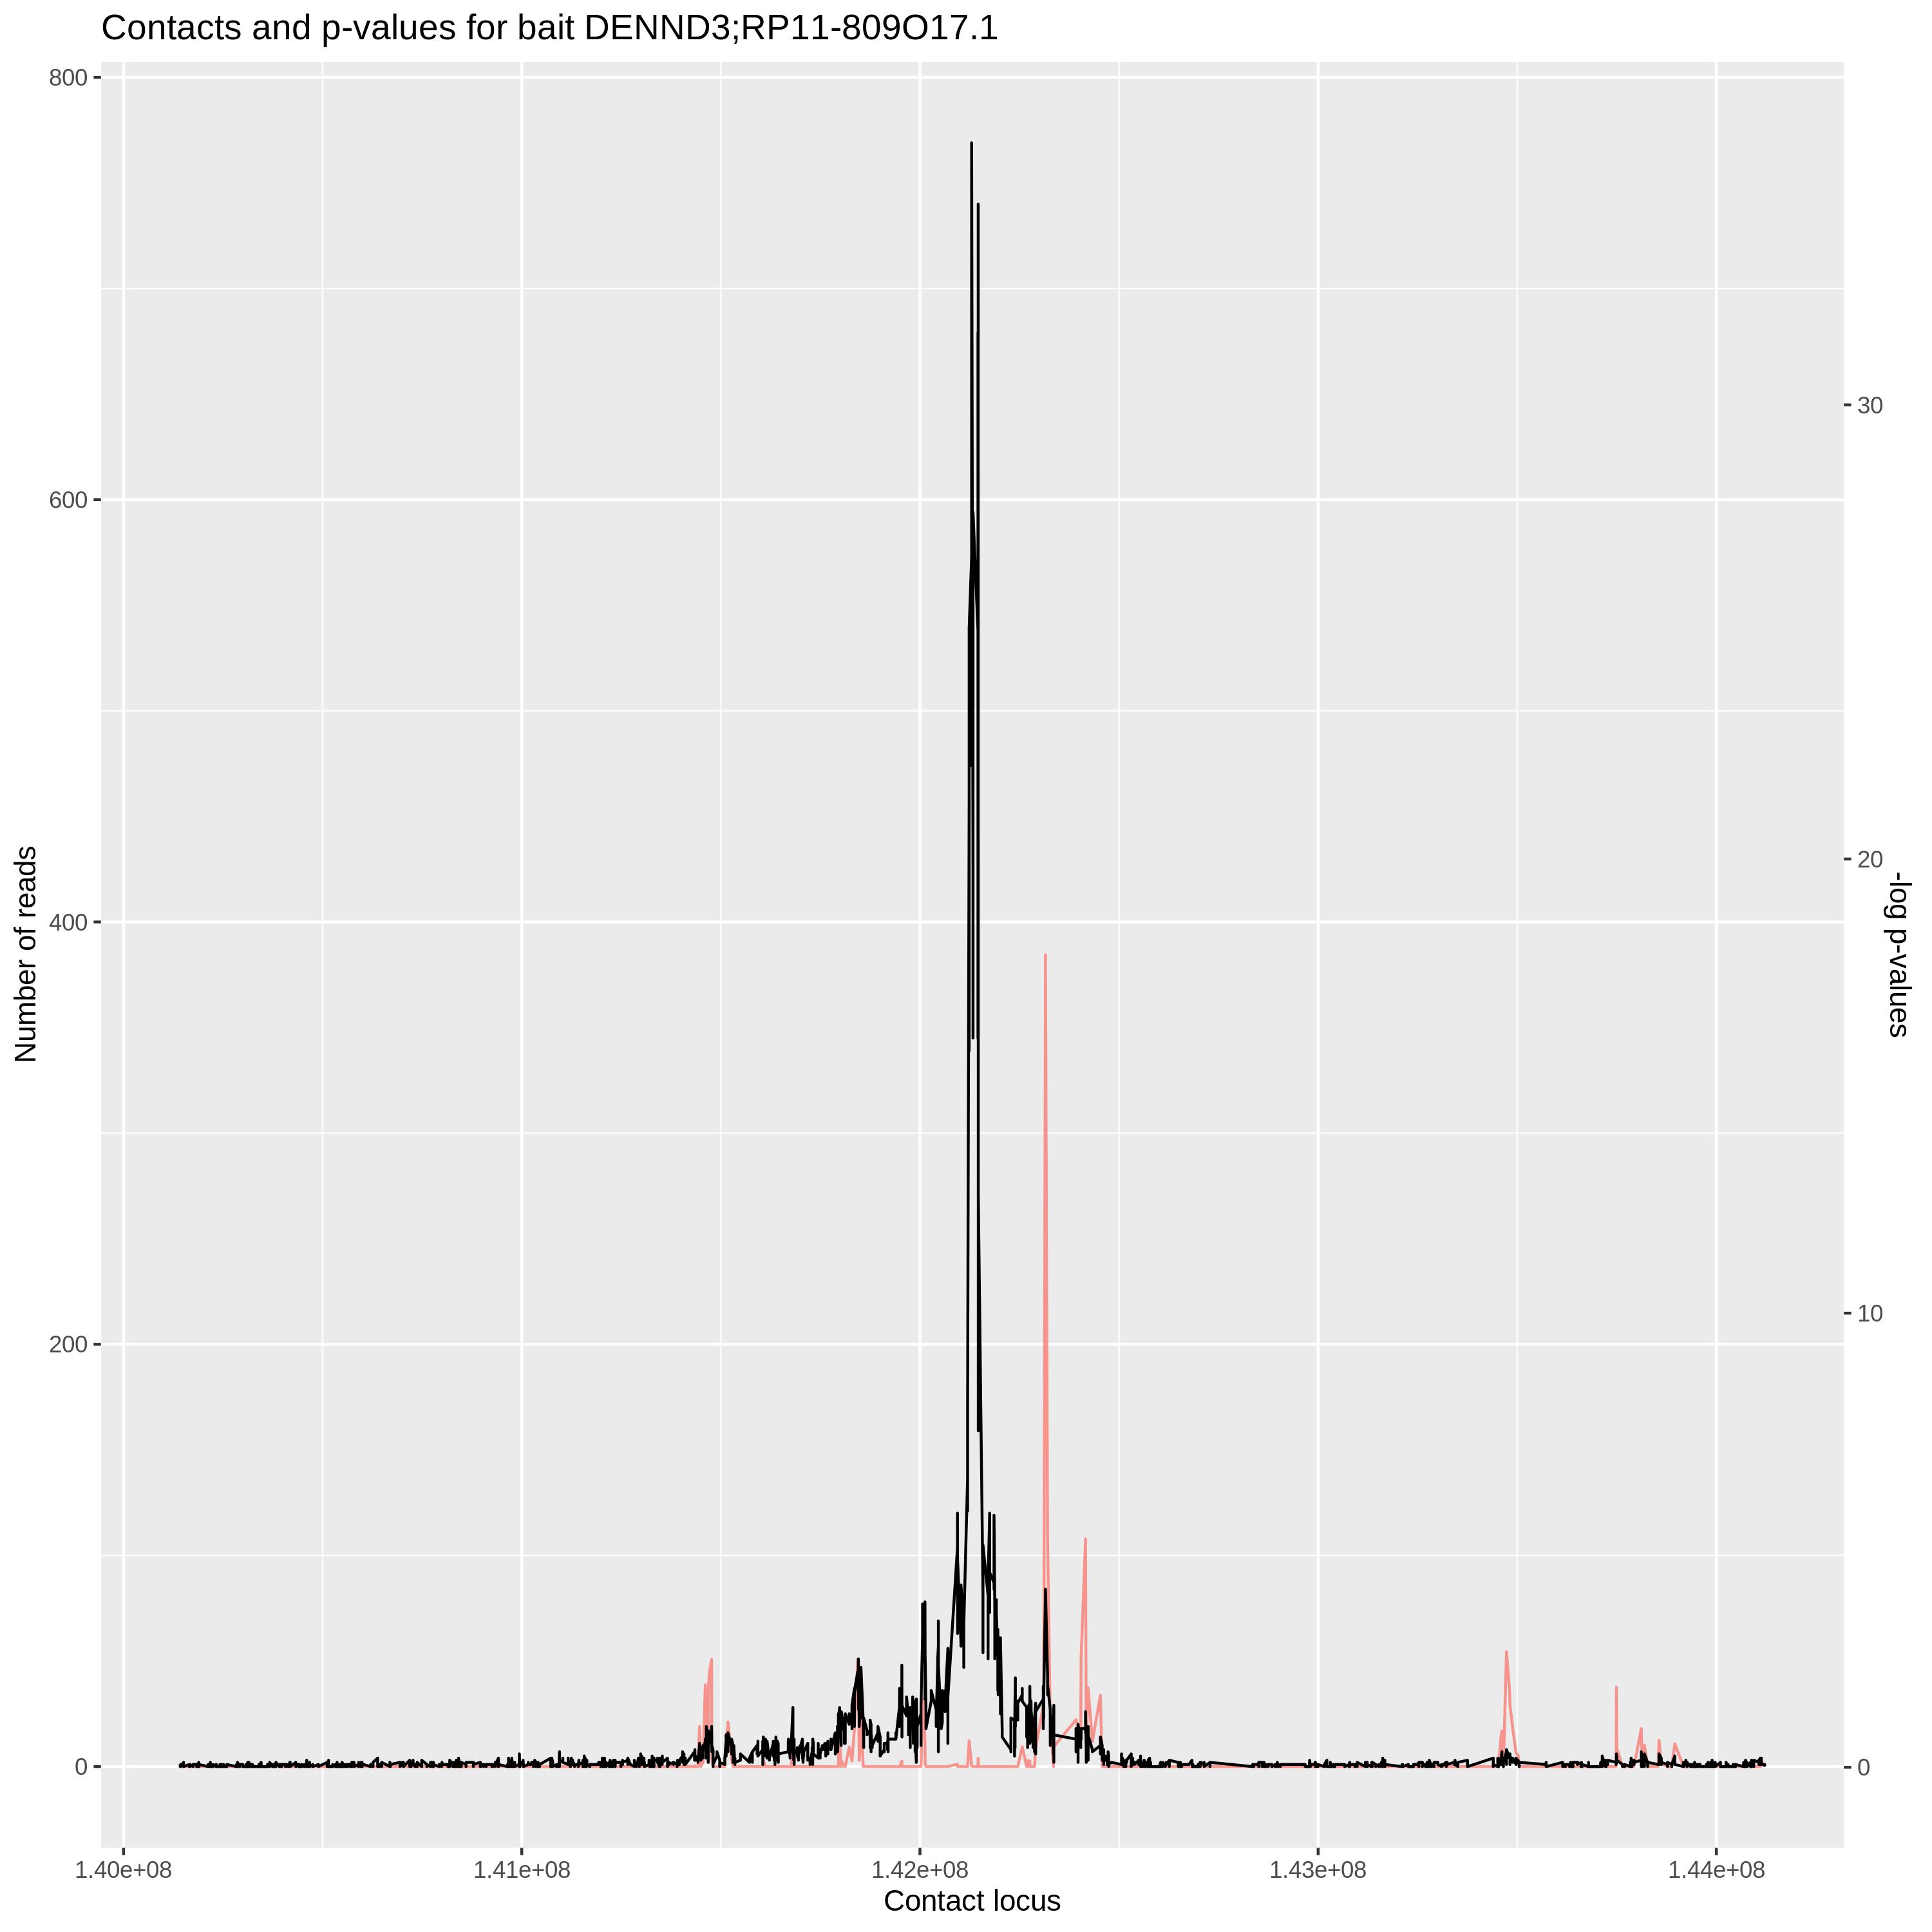 Contacts and p-values for bait DENND3;RP11-809O17.1
800
600
400
200
0
30
20
10
0
Number of reads
-log p-values
1.40e+08 1.41e+08 1.42e+08 1.43e+08 1.44e+08
Contact locus